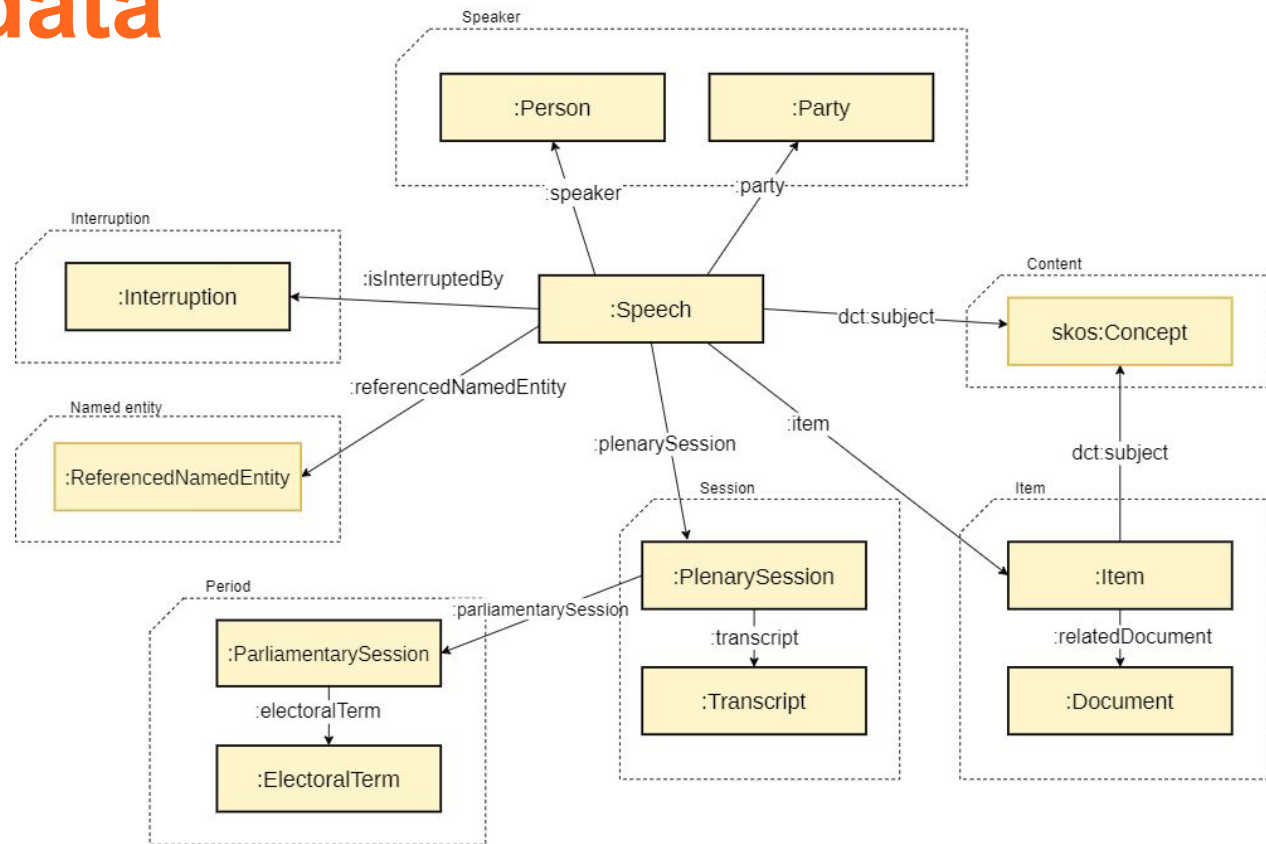 data
Speaker
:Person
:Party
:speaker
:party
Interruption
:Interruption
:isInterruptedBy
:Speech
Content
dct:subject
skos:Concept
:referencedNamedEntity
Named entity
:ReferencedNamedEntity
:item
:plenarySession
dct:subject
Session
Item
:PlenarySession
:Item
Period
:parliamentarySession
:transcript
:relatedDocument
:ParliamentarySession
:Transcript
:Document
:electoralTerm
:ElectoralTerm